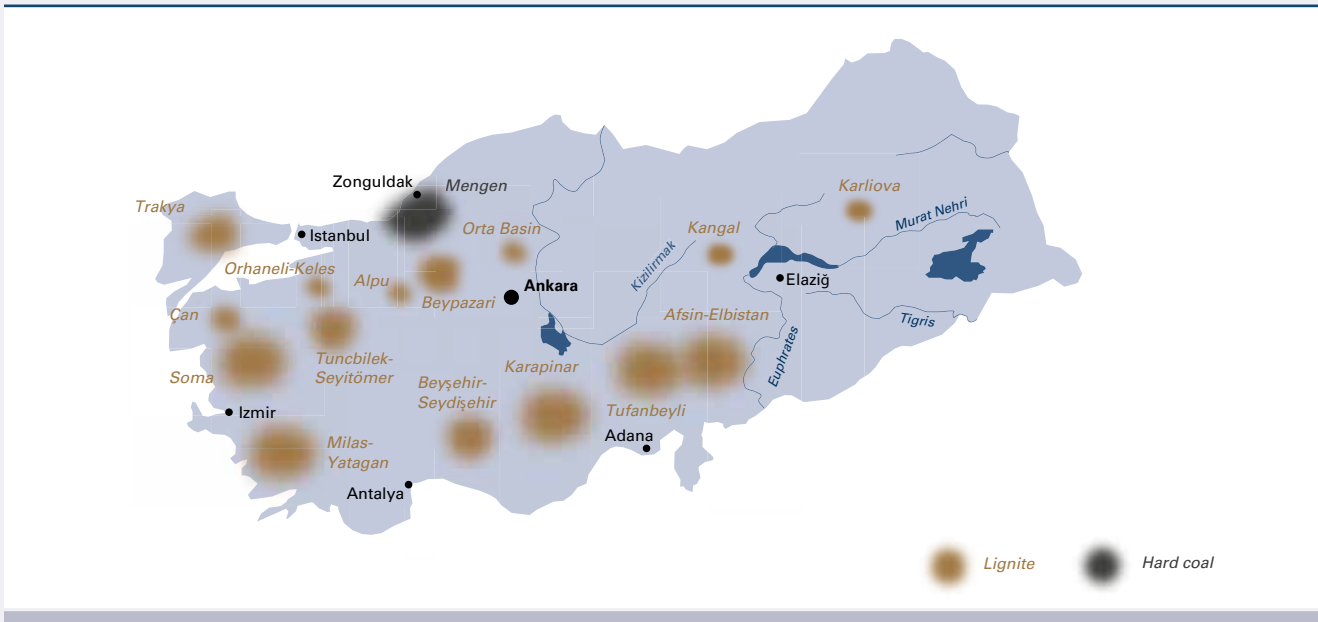 Zonguldak
Mengen
Karliova
Trakya
Murat Nehri
Istanbul
Orta Basin
Kangal
Kizilirmak
Orhaneli-Keles
Alpu
Elaziğ
Beypazari
Ankara
Çan
Afsin-Elbistan
Tigris
Euphrates
Tuncbilek-
Seyitömer
Soma
Karapinar
Beyşehir-
Seydişehir
Izmir
Tufanbeyli
Adana
Milas-
Yatagan
Antalya
Lignite
Hard coal